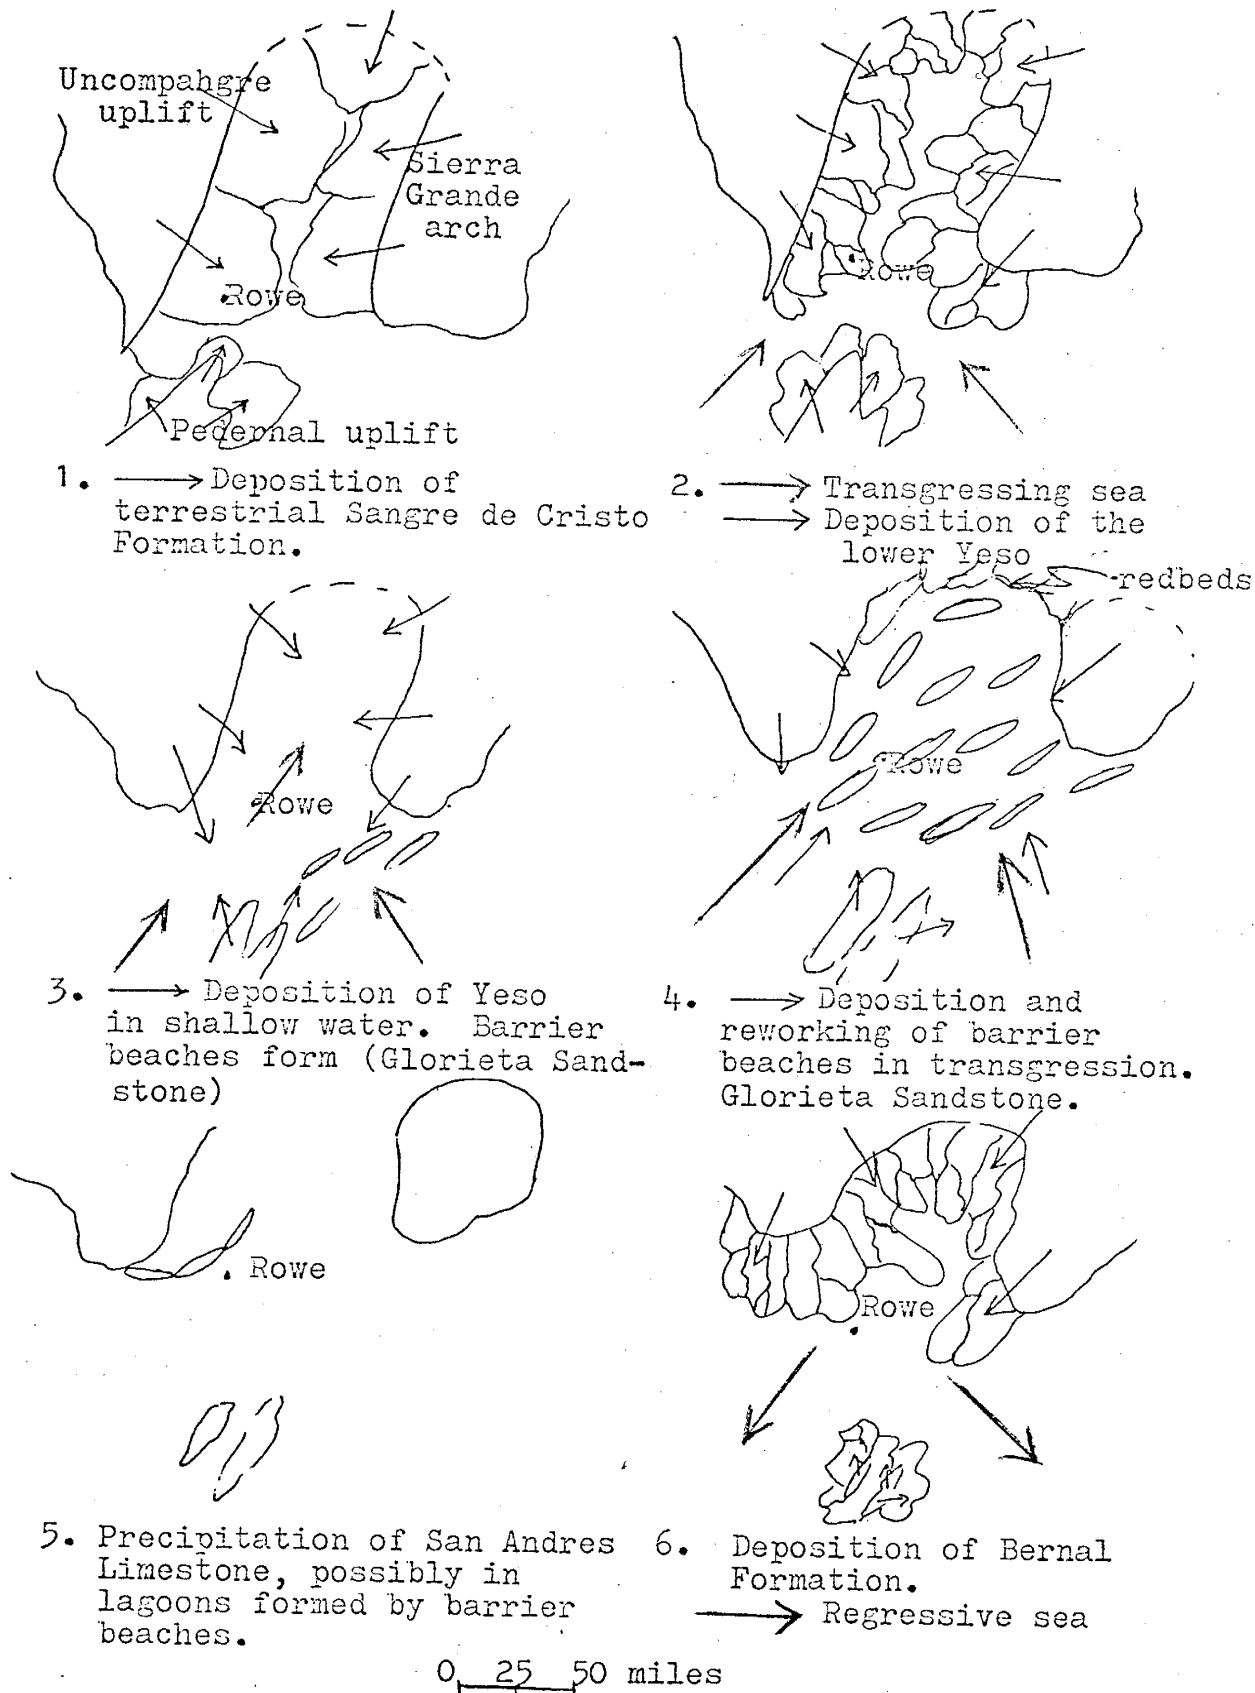 Uncompahgre
uplift
Sierra
Grande
arch
Rowe
Pedernal uplift
1. Deposition of
terrestrial Sangre de Cristo
Formation.
Rowe
2. Transgressing sea
Deposition of the
lower Yeso
Rowe
3. Deposition of Yeso
in shallow water. Barrier
beaches form (Glorieta Sand-
stone)
redbeds
Rowe
4. Deposition and
reworking of barrier
beaches in transgression.
Glorieta Sandstone.
Rowe
5. Precipitation of San Andres
Limestone, possibly in
lagoons formed by barrier
beaches.
Rowe
6. Deposition of Bernal
Formation.
Regressive sea
0 25 50 miles